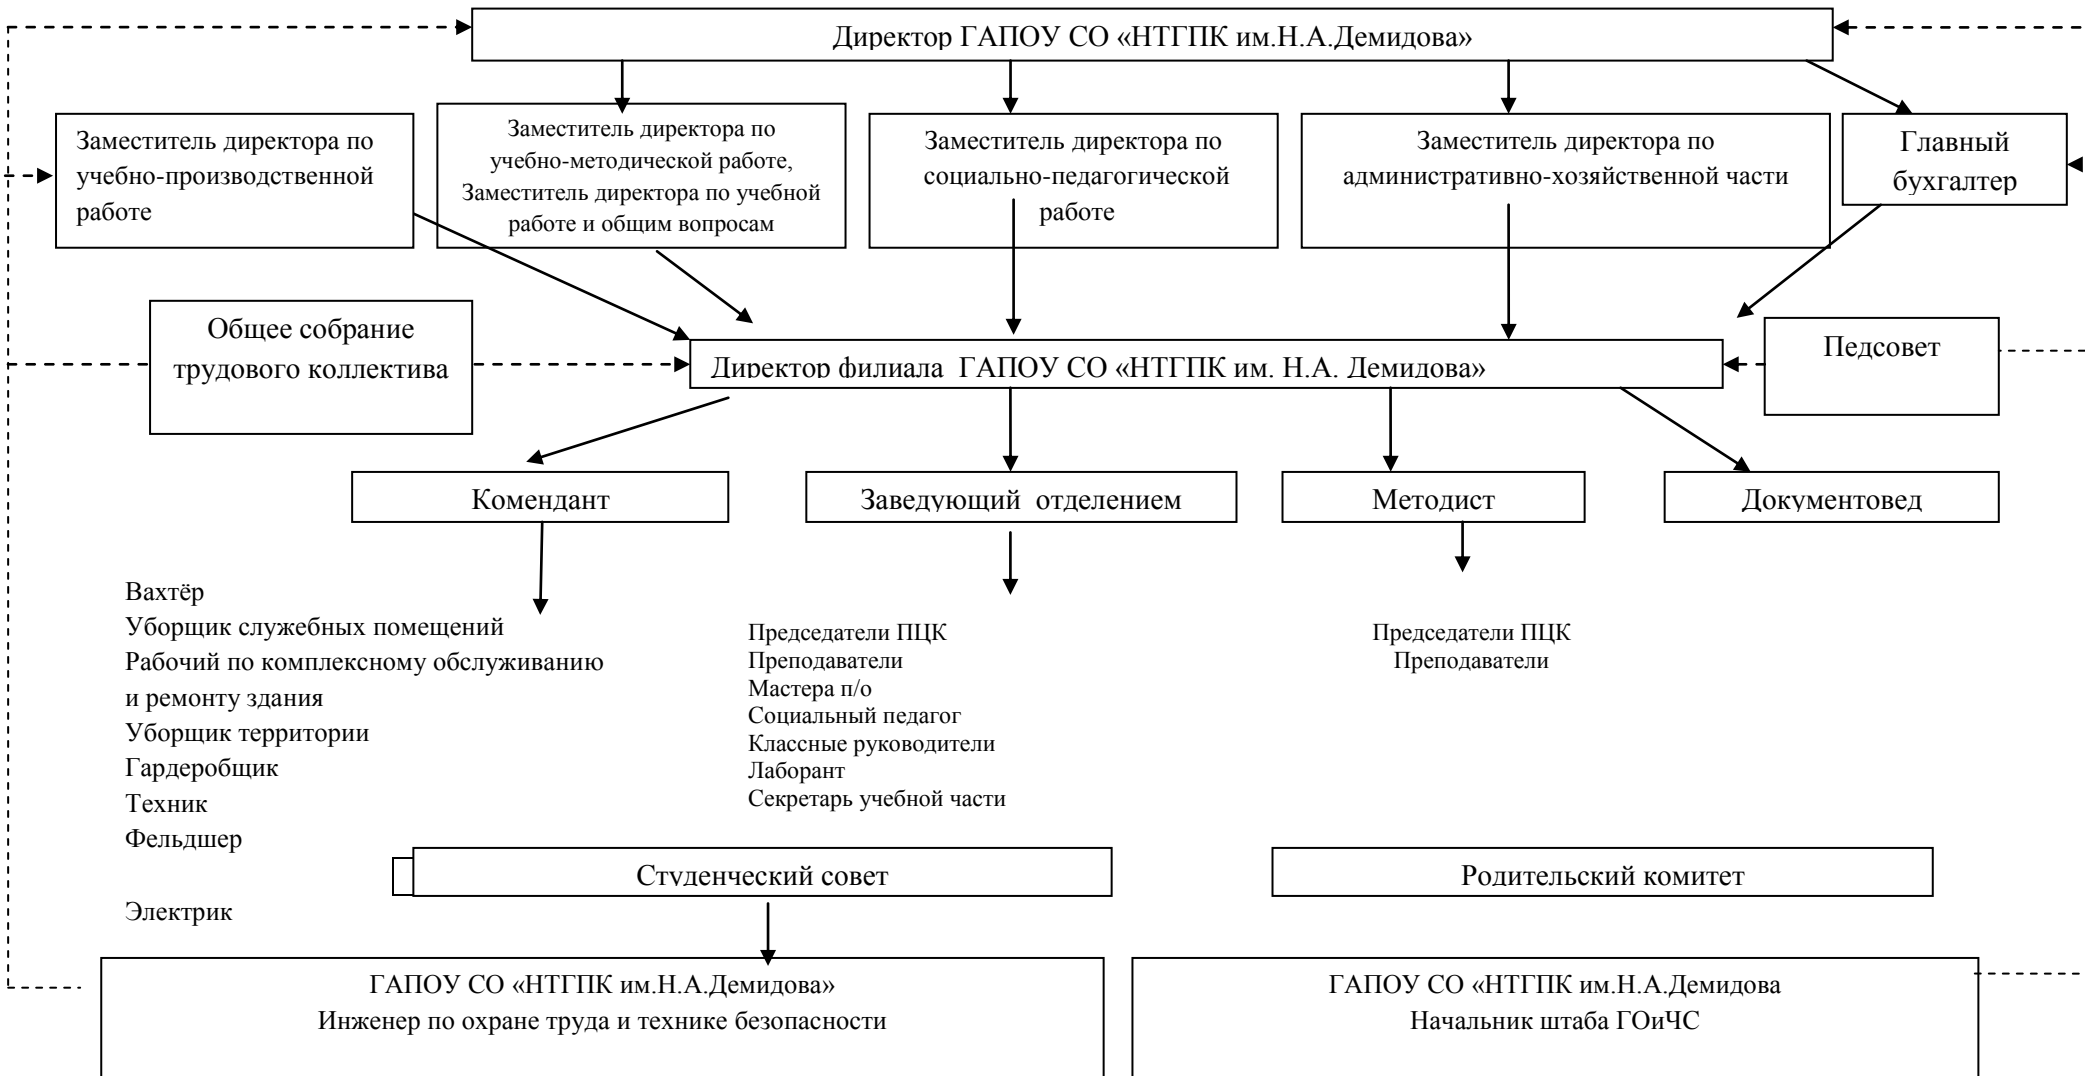 Директор ГАПОУ СО «НТГПК им.Н.А.Демидова»
Заместитель директора по
учебно-производственной
работе
Заместитель директора по
учебно-методической работе,
Заместитель директора по учебной
работе и общим вопросам
Заместитель директора по
социально-педагогической
работе
Заместитель директора по
административно-хозяйственной части
Главный
бухгалтер
Общее собрание
трудового коллектива
Директор филиала ГАПОУ СО «НТГПК им. Н.А. Демидова»
Педсовет
Комендант
Заведующий отделением
Методист
Документовед
Вахтёр
Уборщик служебных помещений
Рабочий по комплексному обслуживанию
и ремонту здания
Уборщик территории
Гардеробщик
Техник
Фельдшер
Электрик
Председатели ПЦК
Преподаватели
Мастера п/о
Социальный педагог
Классные руководители
Лаборант
Секретарь учебной части
Председатели ПЦК
Преподаватели
Студенческий совет
Родительский комитет
ГАПОУ СО «НТГПК им.Н.А.Демидова»
Инженер по охране труда и технике безопасности
ГАПОУ СО «НТГПК им.Н.А.Демидова
Начальник штаба ГОиЧС